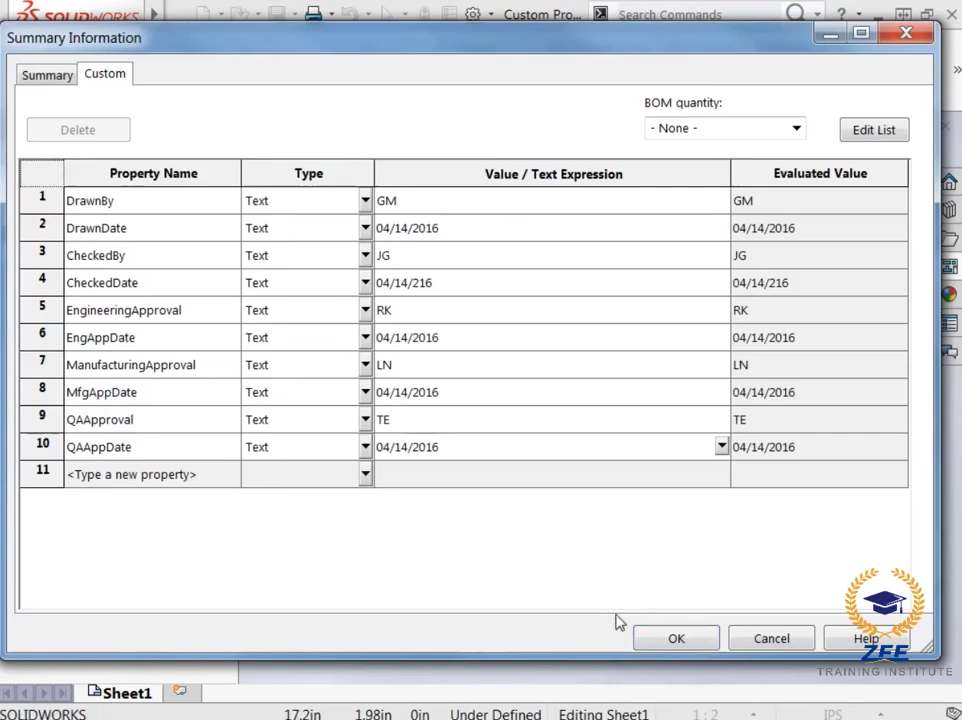 SOLIDWORKS Custom Pro... Search Commands ?
Summary Information
Summary Custom
BOM quantity:
Delete - None - Edit List
Property Name Type Value / Text Expression Evaluated Value
1 DrawnBy Text GM GM
2 DrawnDate Text 04/14/2016 04/14/2016
3 CheckedBy Text JG JG
4 CheckedDate Text 04/14/216 04/14/216
5 EngineeringApproval Text RK RK
6 EngAppDate Text 04/14/2016 04/14/2016
7 ManufacturingApproval Text LN LN
8 MfgAppDate Text 04/14/2016 04/14/2016
9 QAApproval Text TE TE
10 QAAppDate Text 04/14/2016 04/14/2016
11 <Type a new property>
OK Cancel Help
ZFE
TRAINING INSTITUTE
Sheet1
SOLIDWORKS 17.2in 1.98in 0in Under Defined Editing Sheet1 1 : 2 IPS